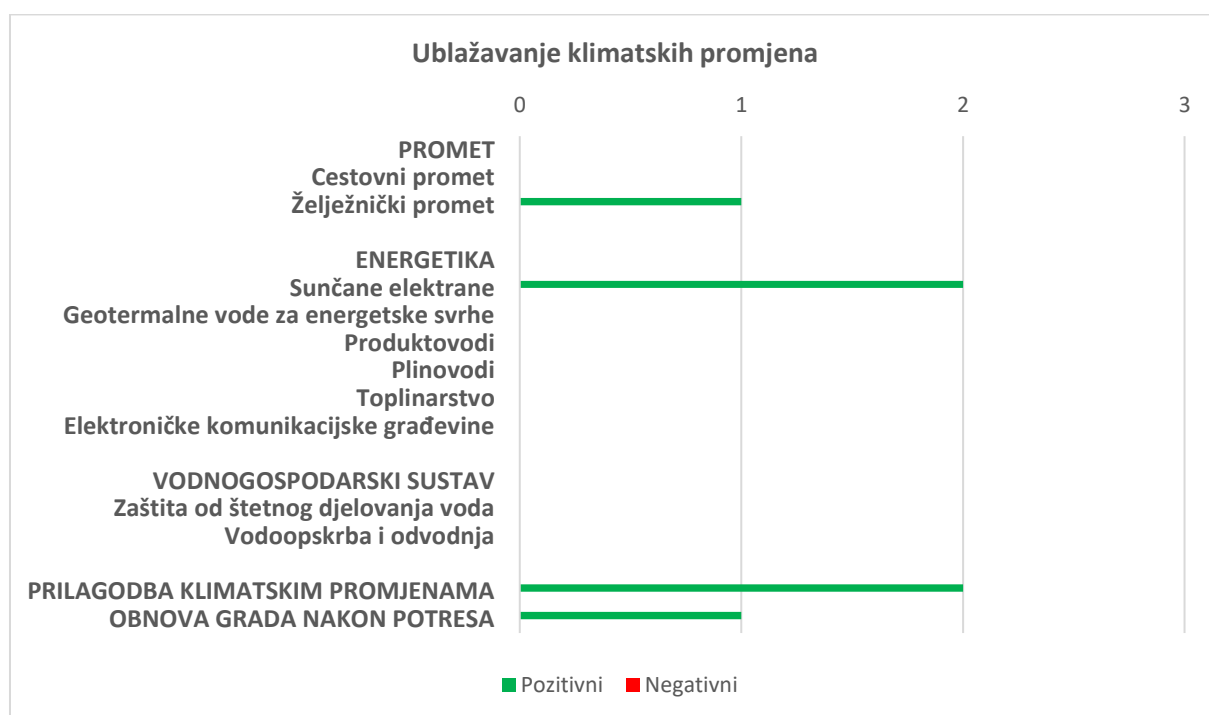 Ublažavanje klimatskih promjena
0 1 2 3
PROMET
Cestovni promet
Želježnički promet
ENERGETIKA
Sunčane elektrane
Geotermalne vode za energetske svrhe
Produktovodi
Plinovodi
Toplinarstvo
Elektroničke komunikacijske građevine
VODNOGOSPODARSKI SUSTAV
Zaštita od štetnog djelovanja voda
Vodoopskrba i odvodnja
PRILAGODBA KLIMATSKIM PROMJENAMA
OBNOVA GRADA NAKON POTRESA
Pozitivni Negativni